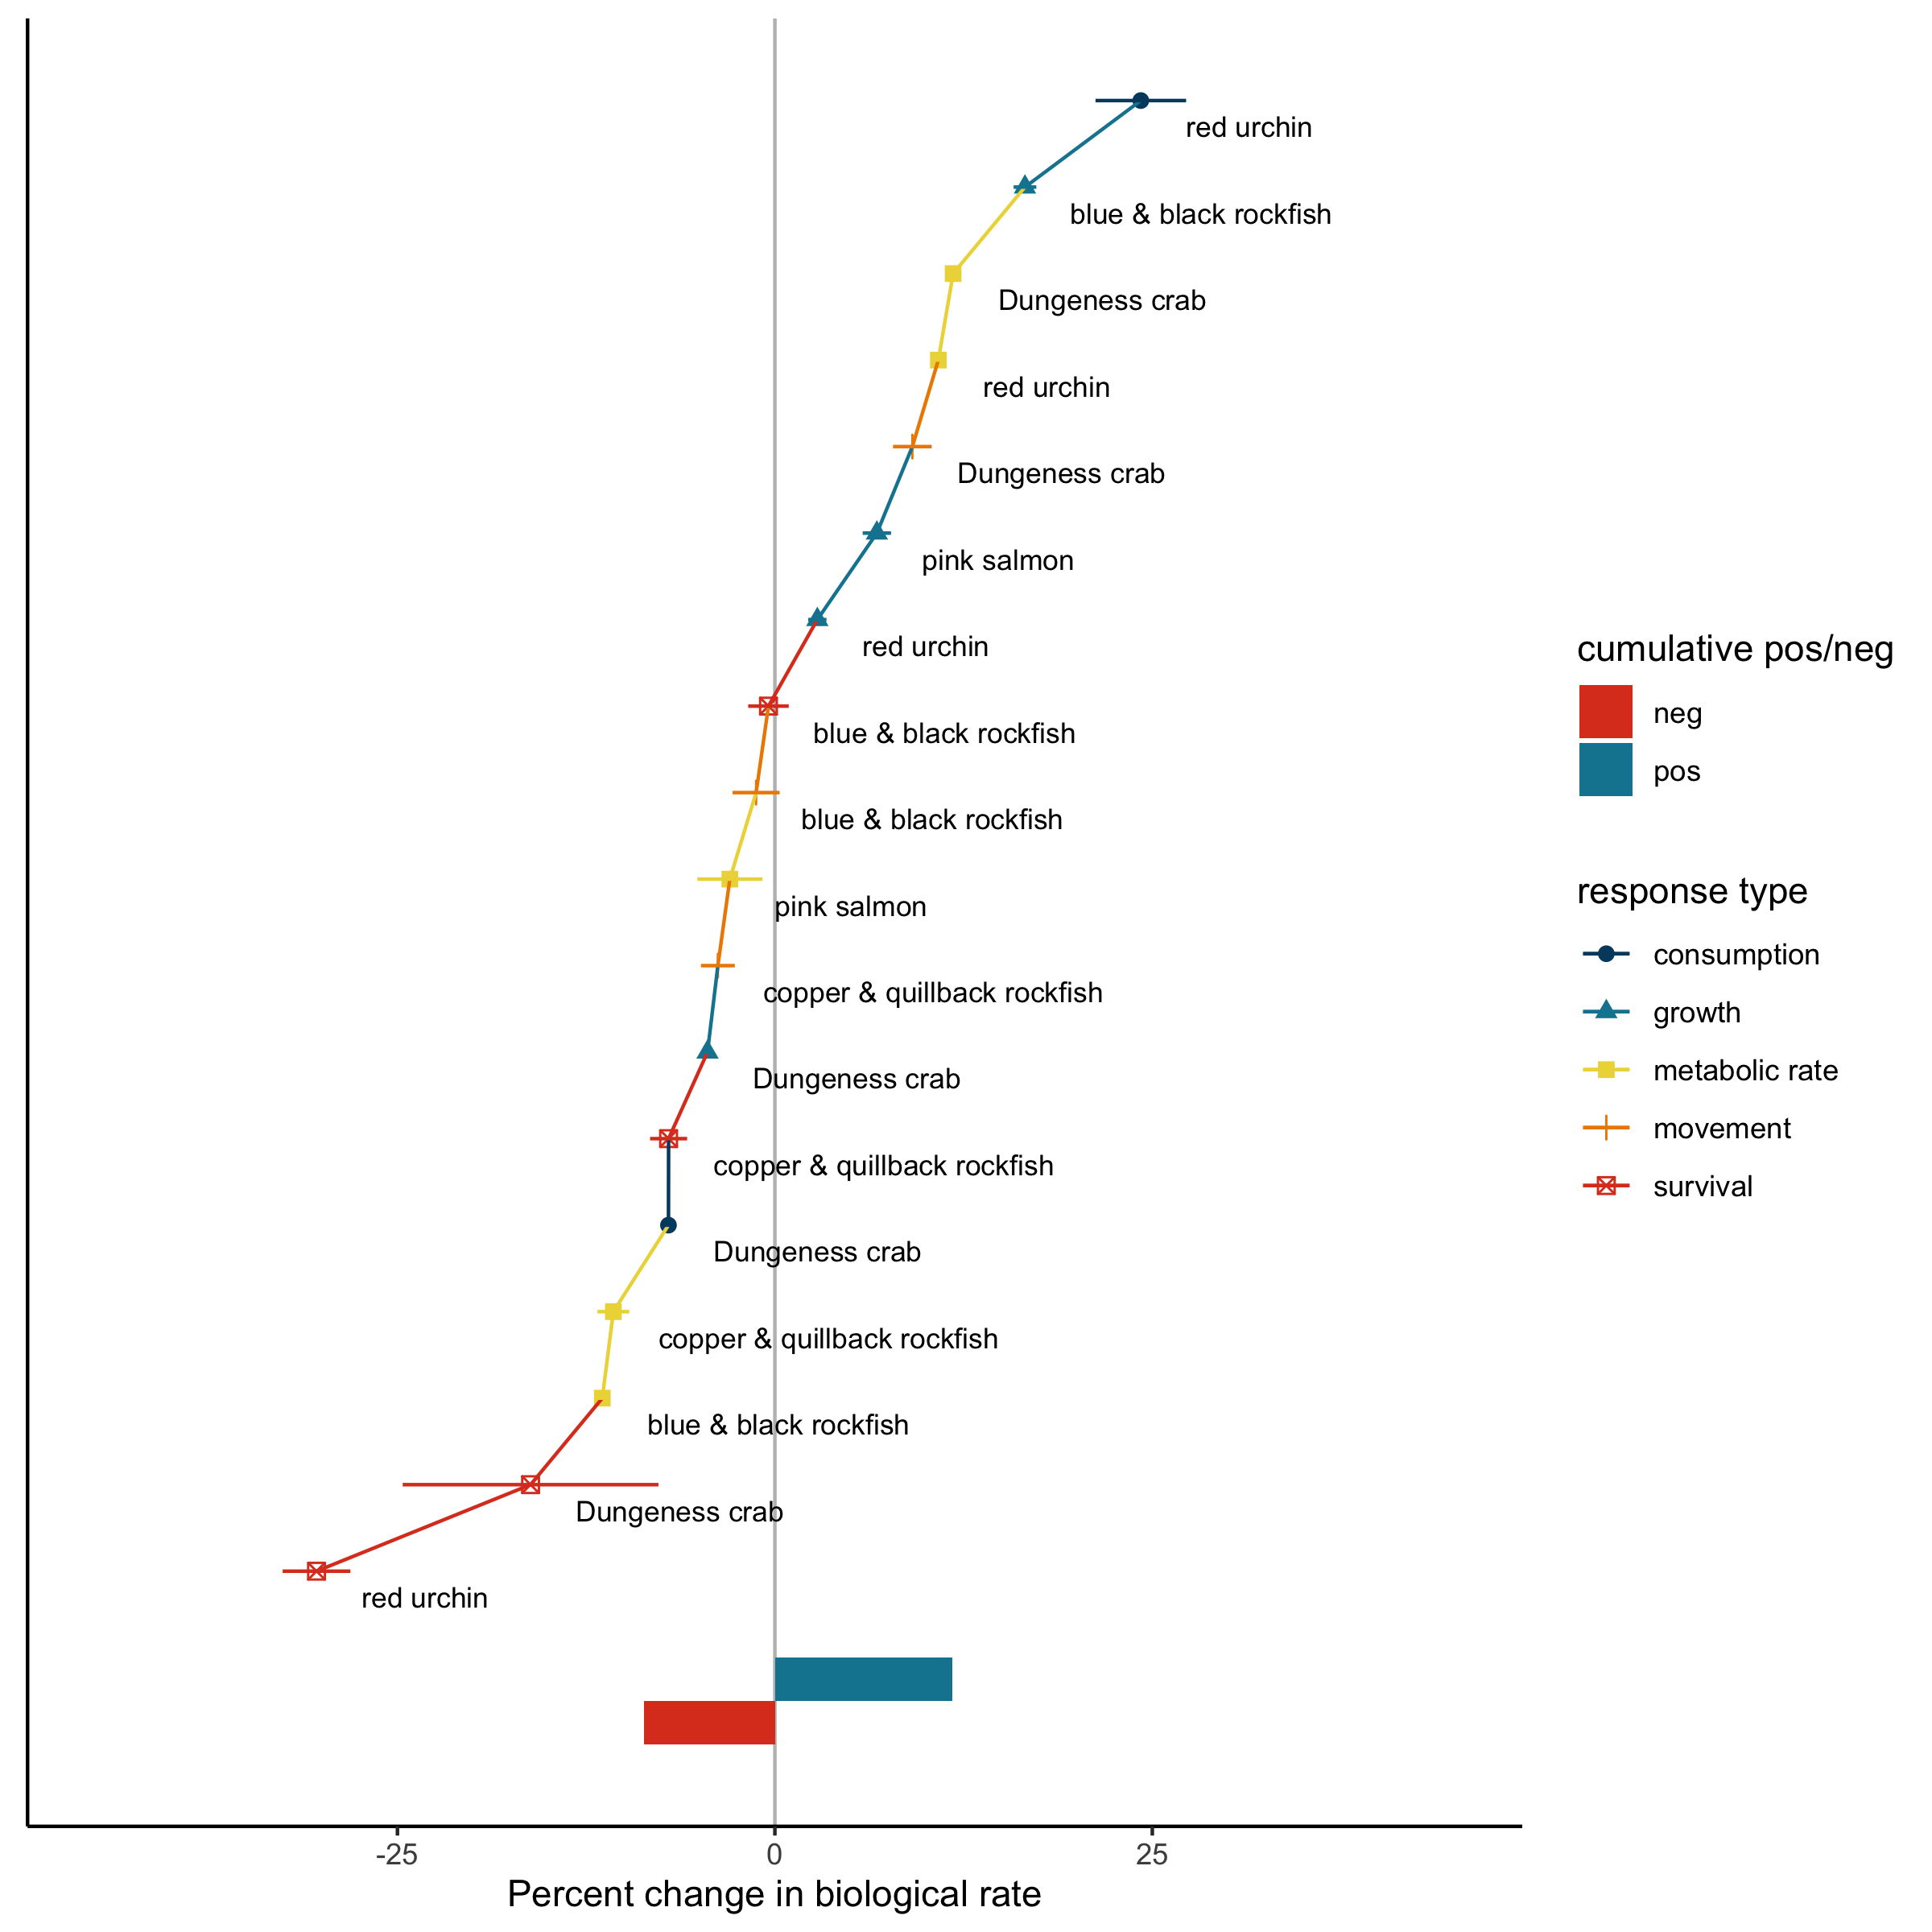 red urchin
blue & black rockfish
Dungeness crab
red urchin
Dungeness crab
pink salmon
red urchin
blue & black rockfish
blue & black rockfish
pink salmon
copper & quillback rockfish
Dungeness crab
copper & quillback rockfish
Dungeness crab
copper & quillback rockfish
blue & black rockfish
Dungeness crab
red urchin
-25 0 25
Percent change in biological rate
cumulative pos/neg
neg
pos
response type
consumption
growth
metabolic rate
movement
survival